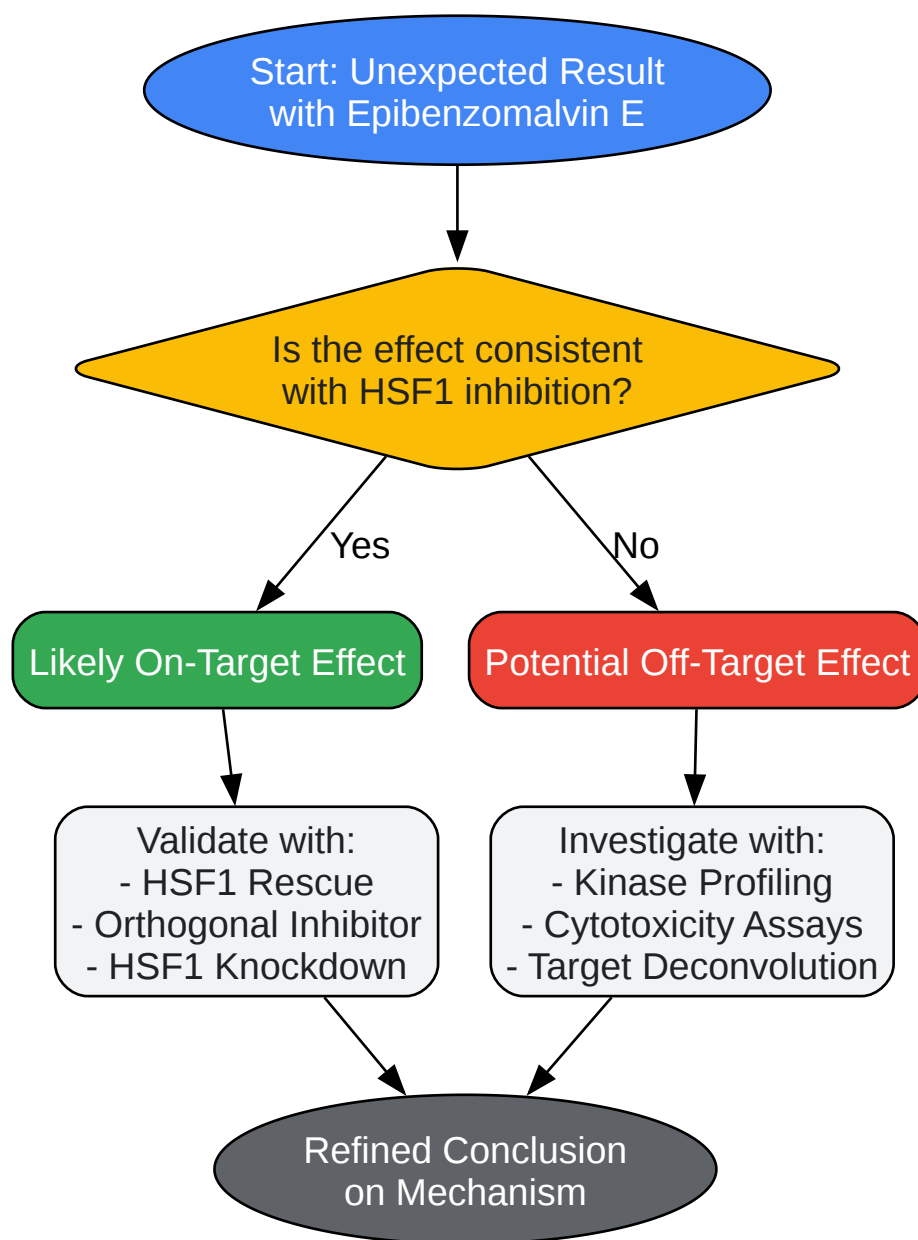 Start: Unexpected Result
with Epibenzomalvin E
Is the effect consistent
with HSF1 inhibition?
Yes
No
Likely On-Target Effect
Potential Off-Target Effect
Validate with:
- HSF1 Rescue
- Orthogonal Inhibitor
- HSF1 Knockdown
Investigate with:
- Kinase Profiling
- Cytotoxicity Assays
- Target Deconvolution
Refined Conclusion
on Mechanism